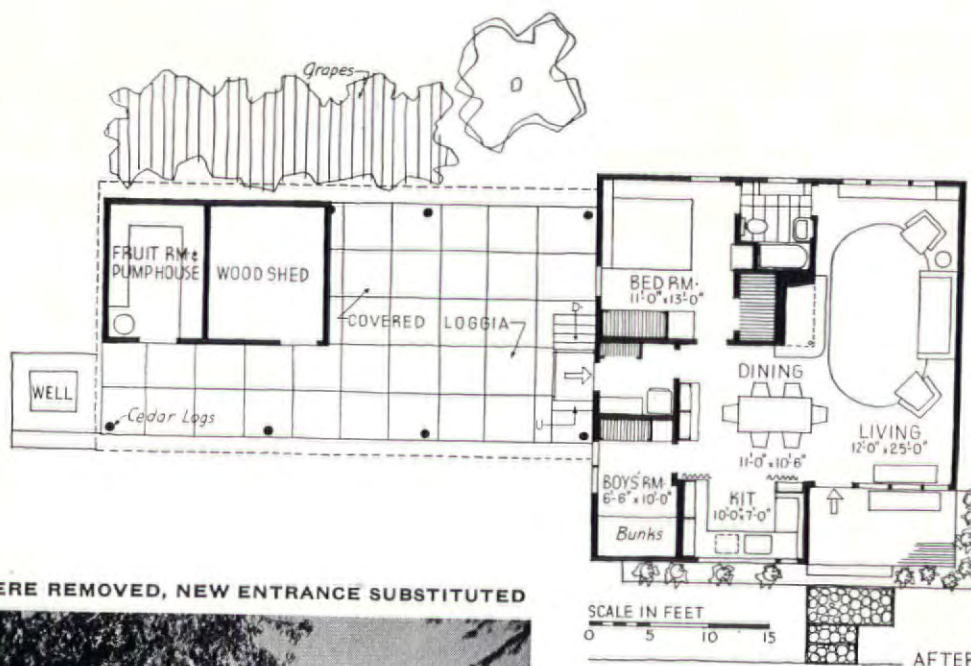 Grapes
FRUIT RM &
PUMPHOUSE
WOOD SHED
COVERED LOGGIA
WELL
Cedar Logs
D
U
BED RM.
11'-0" x 13'-0"
DINING
11'-0" x 10'-6"
LIVING
12'-0" x 25'-0"
BOYS' RM.
6'-6" x 10'-0"
Bunks
KIT
10'-0" x 7'-0"
ERE REMOVED, NEW ENTRANCE SUBSTITUTED
SCALE IN FEET
0 5 10 15
AFTER